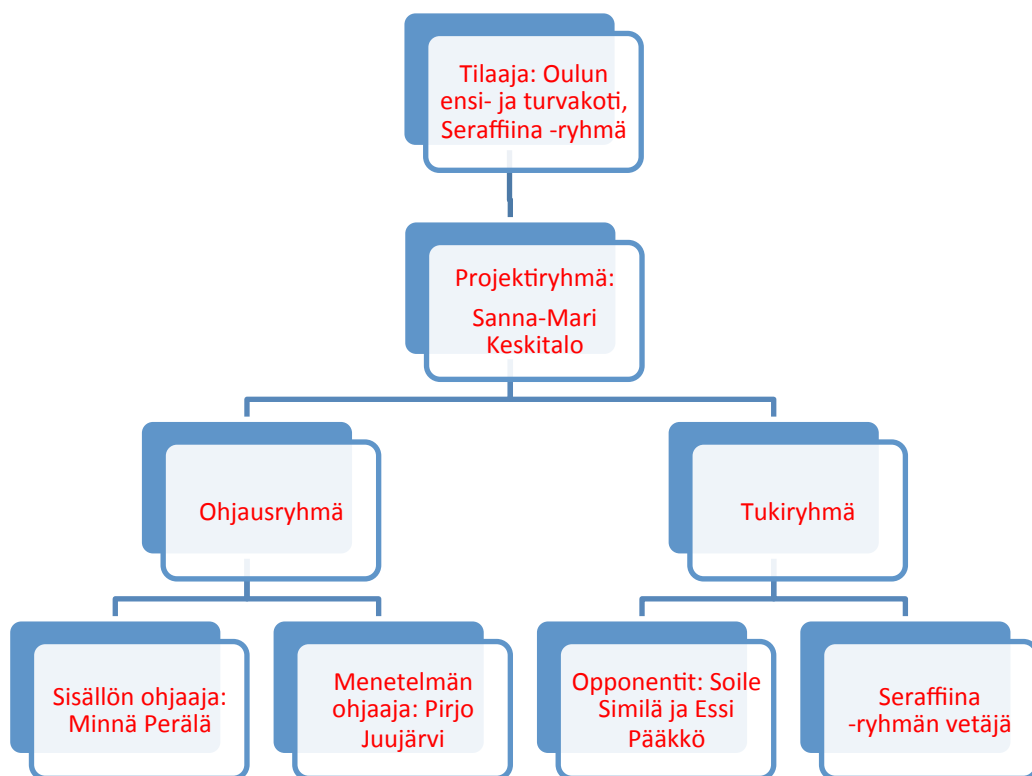 Tilaaja: Oulun
ensi- ja turvakoti,
Seraffiina -ryhmä
Projektiryhmä:
Sanna-Mari
Keskitalo
Ohjausryhmä
Tukiryhmä
Sisällön ohjaaja:
Minnä Perälä
Menetelmän
ohjaaja: Pirjo
Juujärvi
Opponentit: Soile
Similä ja Essi
Pääkkö
Seraffiina
-ryhmän vetäjä